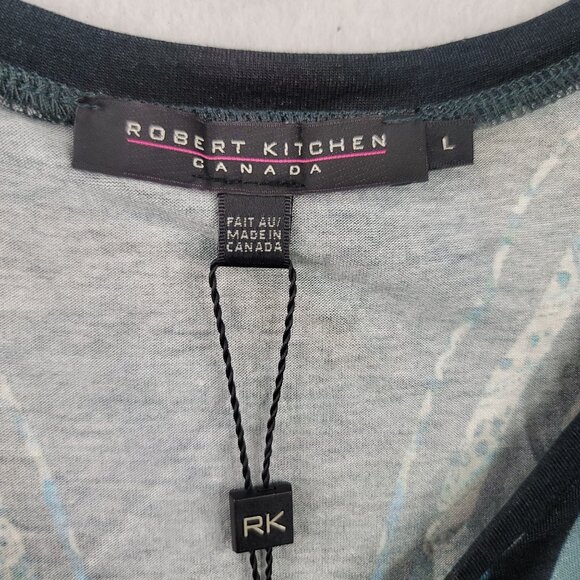 ROBERT KITCHEN
CANADA
L
FAIT AU/
MADE IN
CANADA
RK